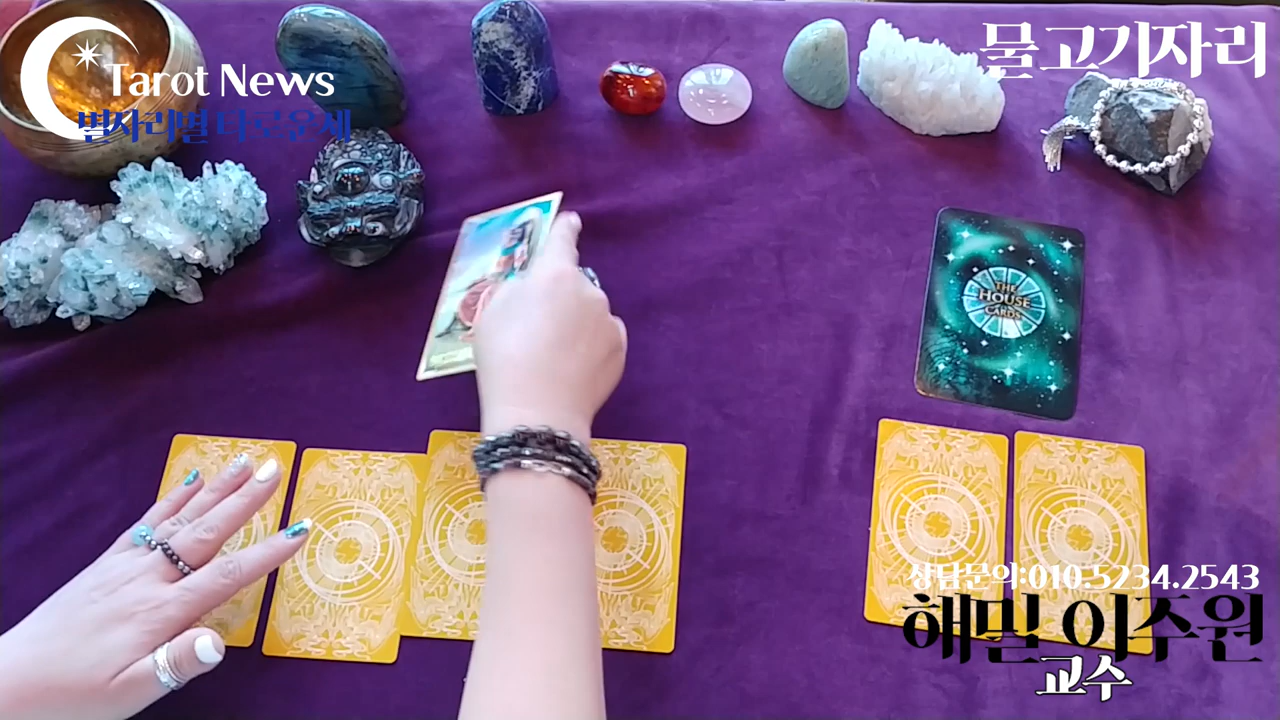 Tarot News
별자리별 타로운세
물고기자리
THE
HOUSE
CARDS
상담문의:010.5234.2543
해밀 이주원
교수